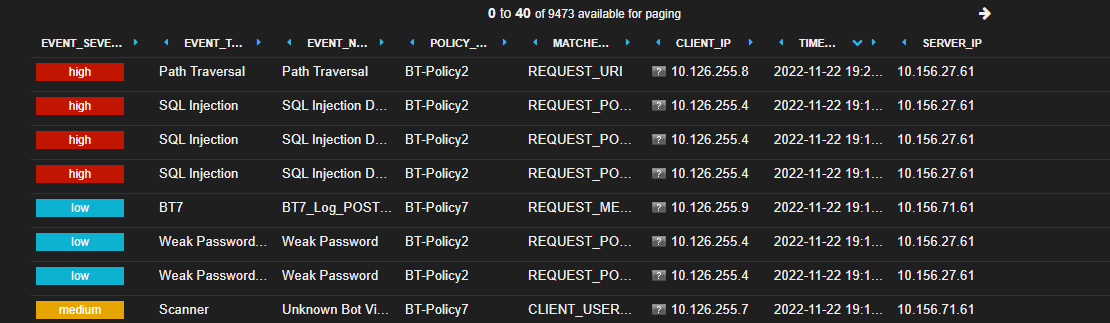 0 to 40 of 9473 available for paging
EVENT_SEVE... EVENT_T... EVENT_N... POLICY_... MATCHE... CLIENT_IP TIME... SERVER_IP
high Path Traversal Path Traversal BT-Policy2 REQUEST_URI ? 10.126.255.8 2022-11-22 19:2... 10.156.27.61
high SQL Injection SQL Injection D... BT-Policy2 REQUEST_PO... ? 10.126.255.4 2022-11-22 19:1... 10.156.27.61
high SQL Injection SQL Injection D... BT-Policy2 REQUEST_PO... ? 10.126.255.4 2022-11-22 19:1... 10.156.27.61
high SQL Injection SQL Injection D... BT-Policy2 REQUEST_PO... ? 10.126.255.4 2022-11-22 19:1... 10.156.27.61
low BT7 BT7_Log_POST... BT-Policy7 REQUEST_ME... ? 10.126.255.9 2022-11-22 19:1... 10.156.71.61
low Weak Password... Weak Password BT-Policy2 REQUEST_PO... ? 10.126.255.4 2022-11-22 19:1... 10.156.27.61
low Weak Password... Weak Password BT-Policy2 REQUEST_PO... ? 10.126.255.4 2022-11-22 19:1... 10.156.27.61
medium Scanner Unknown Bot Vi... BT-Policy7 CLIENT_USER... ? 10.126.255.7 2022-11-22 19:1... 10.156.71.61